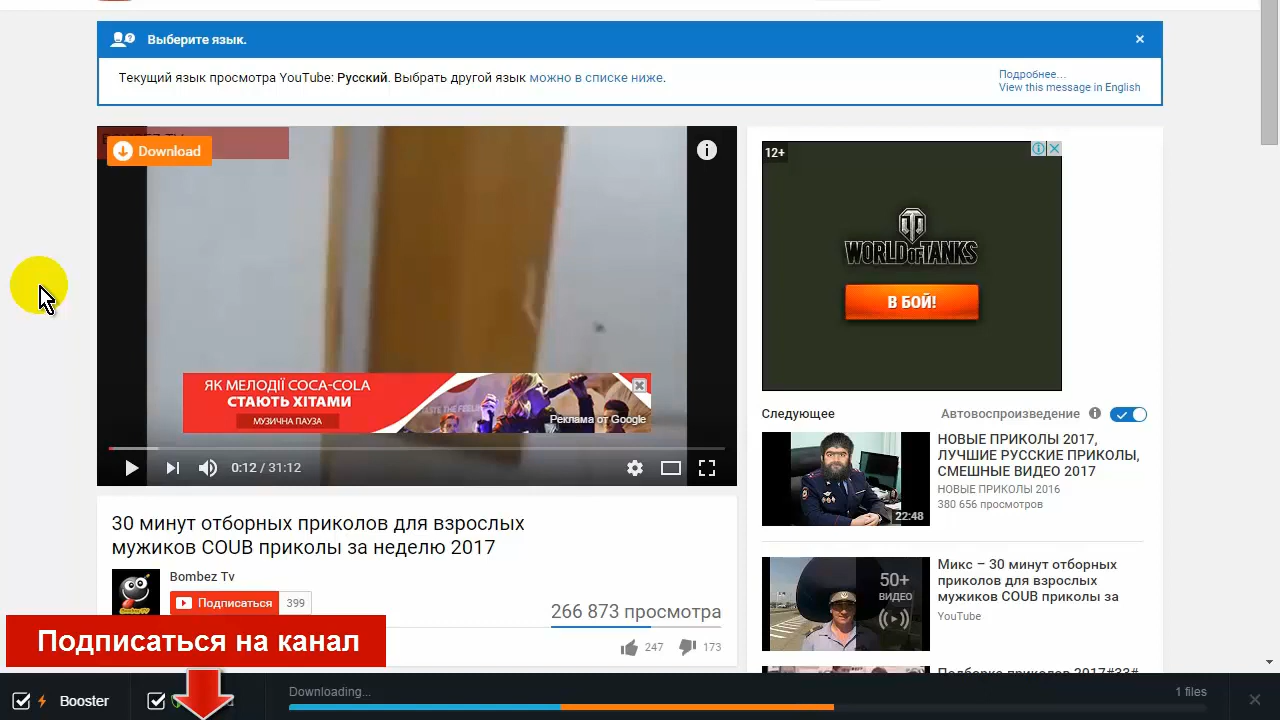 Выберите язык.
Текущий язык просмотра YouTube: Русский. Выбрать другой язык можно в списке ниже.
Подробнее...
View this message in English
Download
12+
WORLD OF TANKS
В БОЙ!
ЯК МЕЛОДІЇ COCA-COLA
СТАЮТЬ ХІТАМИ
МУЗИЧНА ПАУЗА
Реклама от Google
0:12 / 31:12
Следующее
Автовоспроизведение
НОВЫЕ ПРИКОЛЫ 2017,
ЛУЧШИЕ РУССКИЕ ПРИКОЛЫ,
СМЕШНЫЕ ВИДЕО 2017
НОВЫЕ ПРИКОЛЫ 2016
380 656 просмотров
22:48
30 минут отборных приколов для взрослых
мужиков COUB приколы за неделю 2017
Bombez Tv
Подписаться 399
266 873 просмотра
247 173
50+
ВИДЕО
Микс – 30 минут отборных
приколов для взрослых
мужиков COUB приколы за
YouTube
Подборка приколов 2017#33#
Подписаться на канал
Booster
Downloading...
1 files